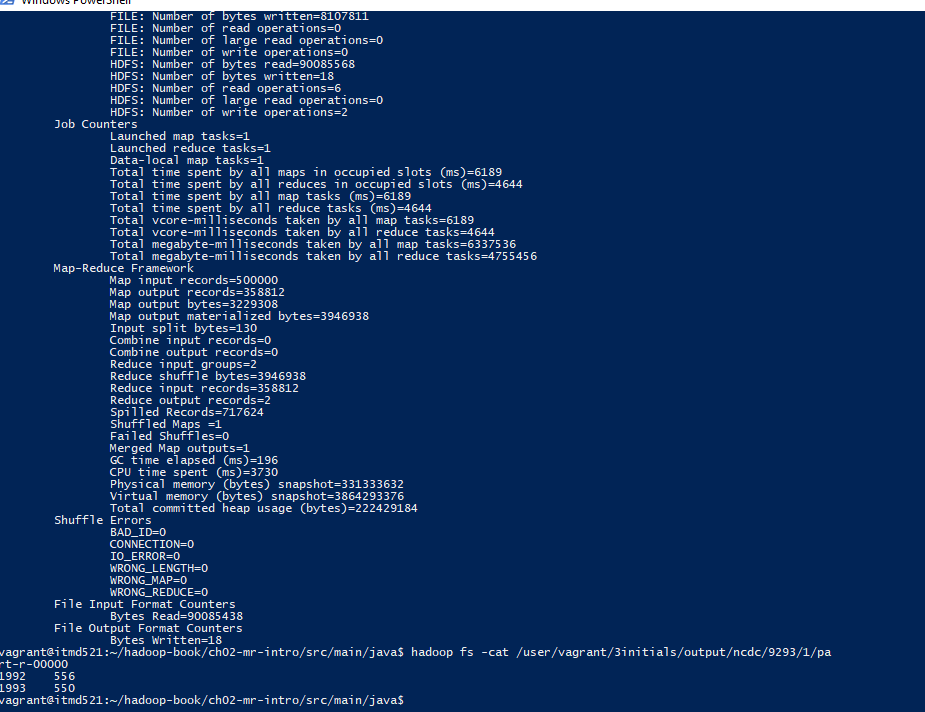 Windows PowerShell
FILE: Number of bytes written=8107811
FILE: Number of read operations=0
FILE: Number of large read operations=0
FILE: Number of write operations=0
HDFS: Number of bytes read=90085568
HDFS: Number of bytes written=18
HDFS: Number of read operations=6
HDFS: Number of large read operations=0
HDFS: Number of write operations=2
Job Counters
Launched map tasks=1
Launched reduce tasks=1
Data-local map tasks=1
Total time spent by all maps in occupied slots (ms)=6189
Total time spent by all reduces in occupied slots (ms)=4644
Total time spent by all map tasks (ms)=6189
Total time spent by all reduce tasks (ms)=4644
Total vcore-milliseconds taken by all map tasks=6189
Total vcore-milliseconds taken by all reduce tasks=4644
Total megabyte-milliseconds taken by all map tasks=6337536
Total megabyte-milliseconds taken by all reduce tasks=4755456
Map-Reduce Framework
Map input records=500000
Map output records=358812
Map output bytes=3229308
Map output materialized bytes=3946938
Input split bytes=130
Combine input records=0
Combine output records=0
Reduce input groups=2
Reduce shuffle bytes=3946938
Reduce input records=358812
Reduce output records=2
Spilled Records=717624
Shuffled Maps =1
Failed Shuffles=0
Merged Map outputs=1
GC time elapsed (ms)=196
CPU time spent (ms)=3730
Physical memory (bytes) snapshot=331333632
Virtual memory (bytes) snapshot=3864293376
Total committed heap usage (bytes)=222429184
Shuffle Errors
BAD_ID=0
CONNECTION=0
IO_ERROR=0
WRONG_LENGTH=0
WRONG_MAP=0
WRONG_REDUCE=0
File Input Format Counters
Bytes Read=90085438
File Output Format Counters
Bytes Written=18
vagrant@itmd521:~/hadoop-book/ch02-mr-intro/src/main/java$ hadoop fs -cat /user/vagrant/3initials/output/ncdc/9293/1/pa
rt-r-00000
1992 556
1993 550
vagrant@itmd521:~/hadoop-book/ch02-mr-intro/src/main/java$